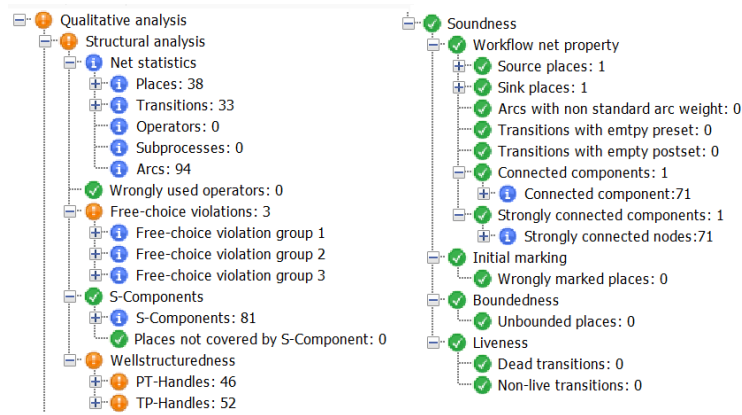 Qualitative analysis
Structural analysis
Net statistics
Places: 38
Transitions: 33
Operators: 0
Subprocesses: 0
Arcs: 94
Wrongly used operators: 0
Free-choice violations: 3
Free-choice violation group 1
Free-choice violation group 2
Free-choice violation group 3
S-Components
S-Components: 81
Places not covered by S-Component: 0
Wellstructuredness
PT-Handles: 46
TP-Handles: 52
Soundness
Workflow net property
Source places: 1
Sink places: 1
Arcs with non standard arc weight: 0
Transitions with emtpy preset: 0
Transitions with empty postset: 0
Connected components: 1
Connected component:71
Strongly connected components: 1
Strongly connected nodes:71
Initial marking
Wrongly marked places: 0
Boundedness
Unbounded places: 0
Liveness
Dead transitions: 0
Non-live transitions: 0